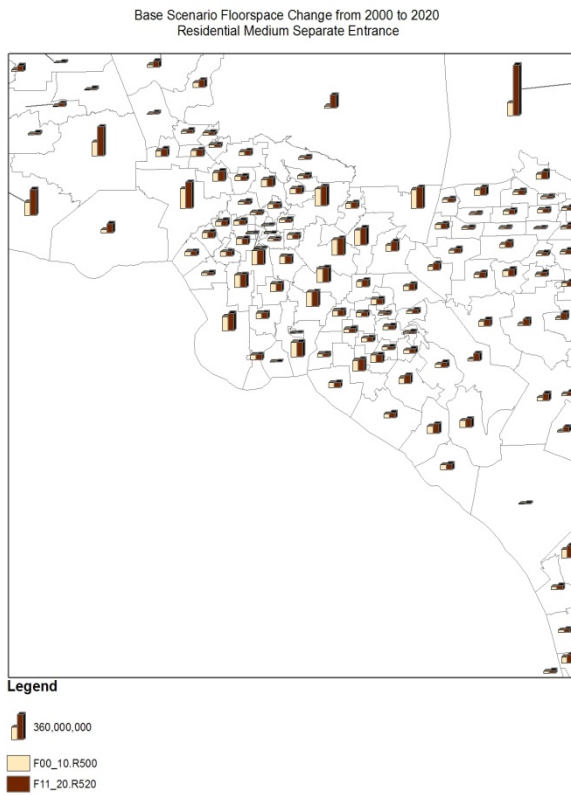 Base Scenario Floorspace Change from 2000 to 2020
Residential Medium Separate Entrance
Legend
360,000,000
F00_10.R500
F11_20.R520